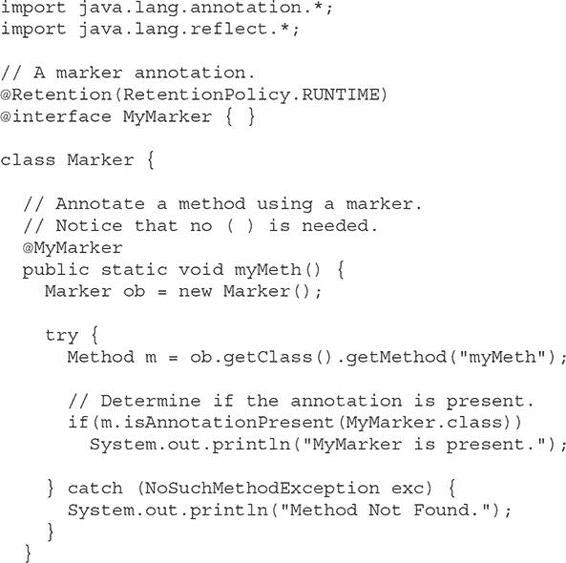 import java.lang.annotation.*;
import java.lang.reflect.*;

// A marker annotation.
@Retention(RetentionPolicy.RUNTIME)
@interface MyMarker { }

class Marker {

  // Annotate a method using a marker.
  // Notice that no ( ) is needed.
  @MyMarker
  public static void myMeth() {
    Marker ob = new Marker();

    try {
      Method m = ob.getClass().getMethod("myMeth");

      // Determine if the annotation is present.
      if(m.isAnnotationPresent(MyMarker.class))
        System.out.println("MyMarker is present.");

    } catch (NoSuchMethodException exc) {
      System.out.println("Method Not Found.");
    }
  }